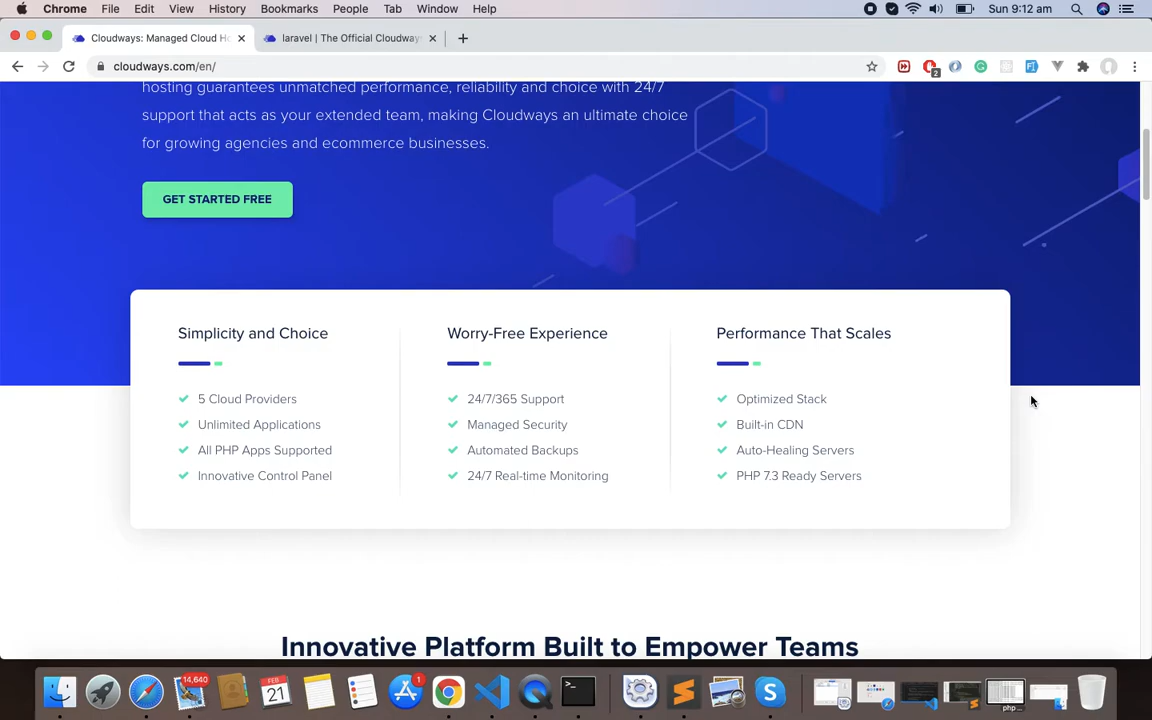 Chrome File Edit View History Bookmarks People Tab Window Help Sun 9:12 am
Cloudways: Managed Cloud Ho laravel | The Official Cloudway
cloudways.com/en/
2
hosting guarantees unmatched performance, reliability and choice with 24/7
support that acts as your extended team, making Cloudways an ultimate choice
for growing agencies and ecommerce businesses.
GET STARTED FREE
Simplicity and Choice
5 Cloud Providers
Unlimited Applications
All PHP Apps Supported
Innovative Control Panel
Worry-Free Experience
24/7/365 Support
Managed Security
Automated Backups
24/7 Real-time Monitoring
Performance That Scales
Optimized Stack
Built-in CDN
Auto-Healing Servers
PHP 7.3 Ready Servers
Innovative Platform Built to Empower Teams
14,640
FEB
21
1
php